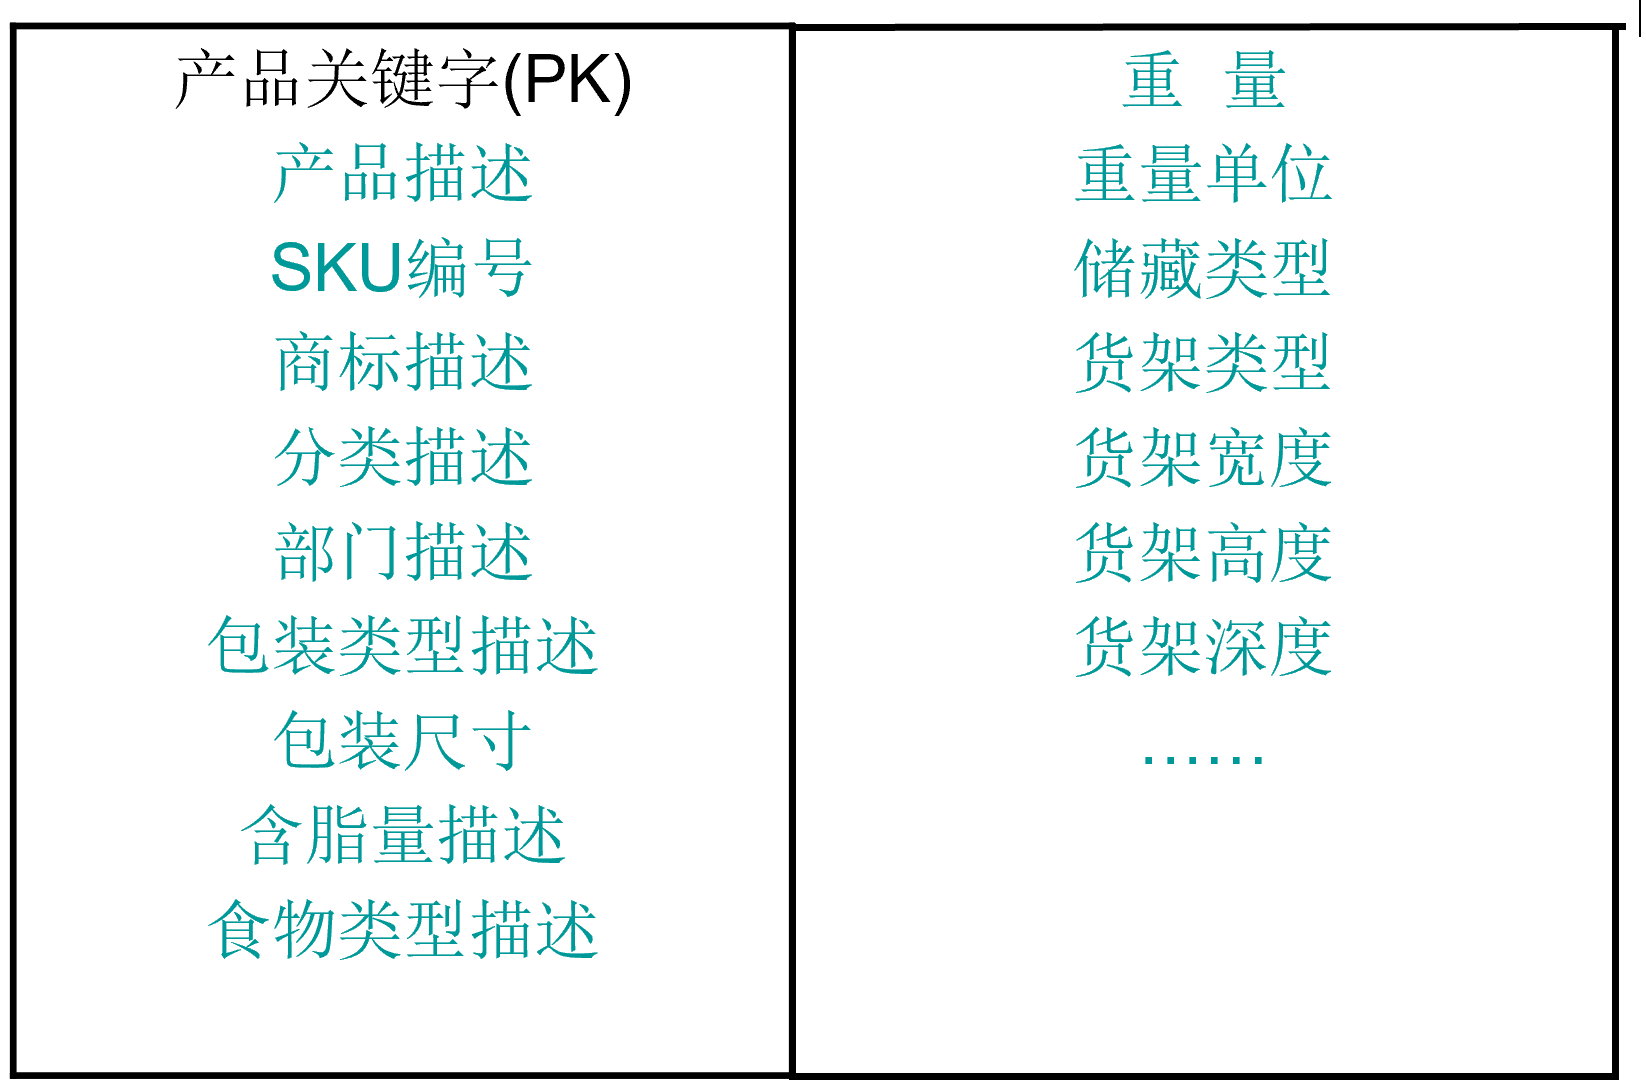 产品关键字(PK)
产品描述
SKU编号
商标描述
分类描述
部门描述
包装类型描述
包装尺寸
含脂量描述
食物类型描述
重 量
重量单位
储藏类型
货架类型
货架宽度
货架高度
货架深度
……